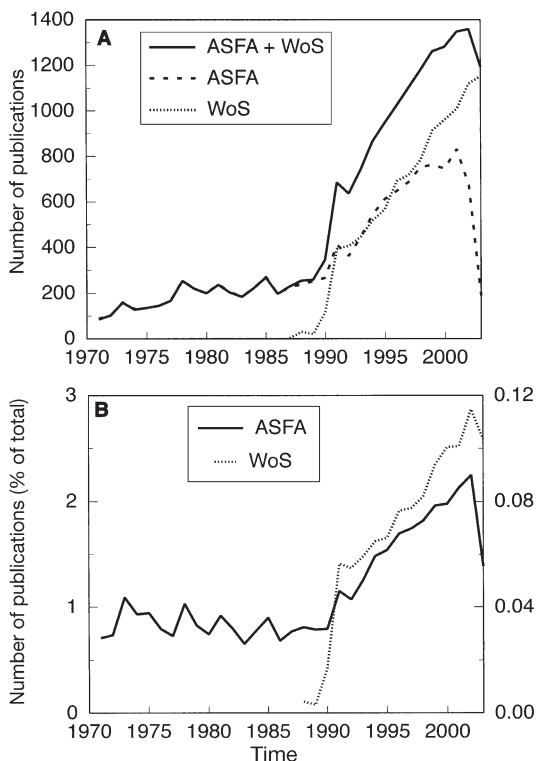 A
ASFA + WoS
ASFA
WoS
Number of publications
1400
1200
1000
800
600
400
200
0
1970 1975 1980 1985 1990 1995 2000
B
ASFA
WoS
Number of publications (% of total)
3
2
1
0
0.12
0.08
0.04
0.00
1970 1975 1980 1985 1990 1995 2000
Time